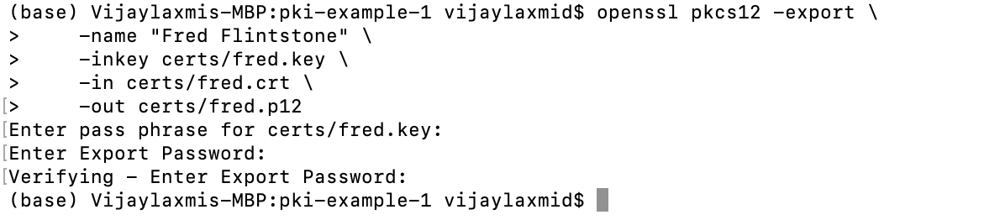 (base) Vijaylaxmis-MBP:pki-example-1 vijaylaxmid$ openssl pkcs12 -export \
>     -name "Fred Flintstone" \
>     -inkey certs/fred.key \
>     -in certs/fred.crt \
[>     -out certs/fred.p12
[Enter pass phrase for certs/fred.key:
[Enter Export Password:
[Verifying - Enter Export Password:
(base) Vijaylaxmis-MBP:pki-example-1 vijaylaxmid$